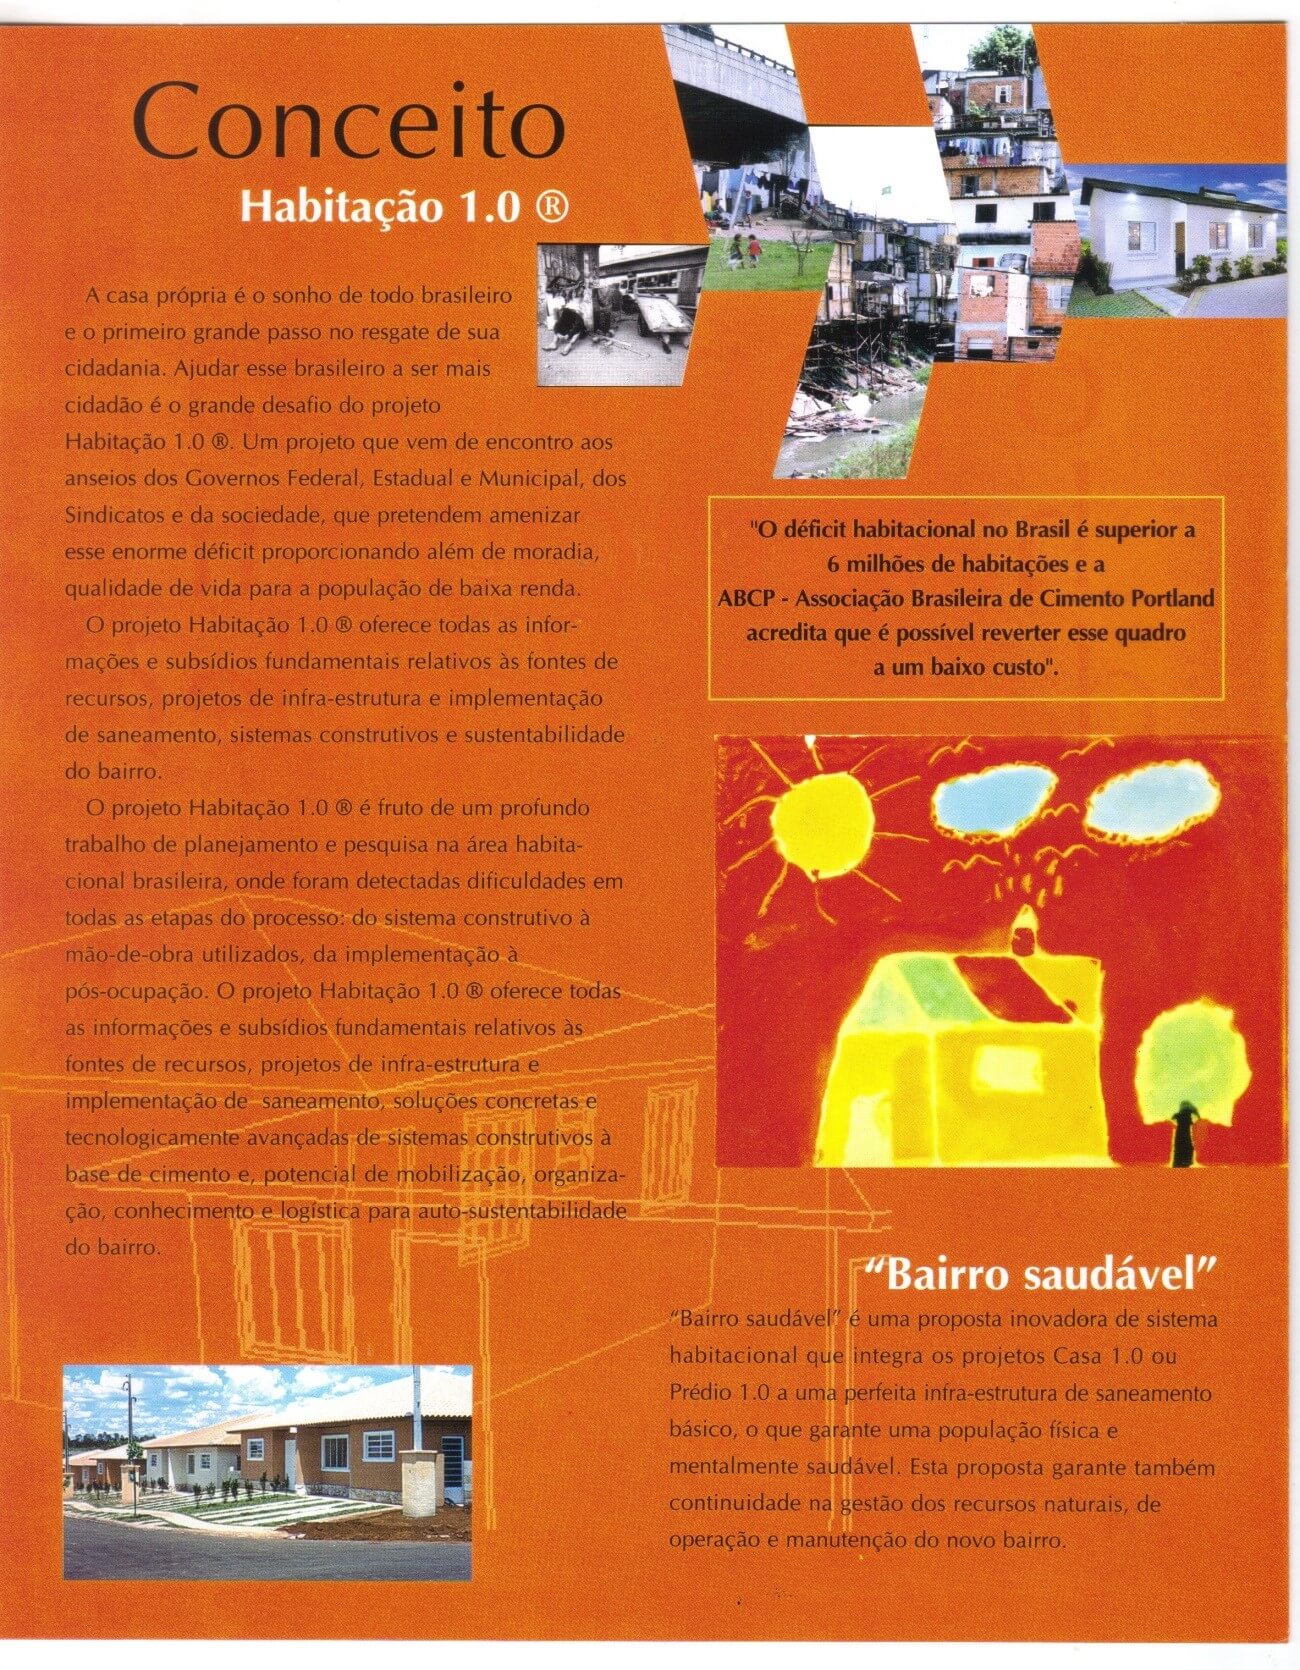 Conceito
Habitação 1.0 ®
A casa própria é o sonho de todo brasileiro
e o primeiro grande passo no resgate de sua
cidadania. Ajudar esse brasileiro a ser mais
cidadão é o grande desafio do projeto
Habitação 1.0 ®. Um projeto que vem de encontro aos
anseios dos Governos Federal, Estadual e Municipal, dos
Sindicatos e da sociedade, que pretendem amenizar
esse enorme déficit proporcionando além de moradia,
qualidade de vida para a população de baixa renda.
O projeto Habitação 1.0 ® oferece todas as infor-
mações e subsídios fundamentais relativos às fontes de
recursos, projetos de infra-estrutura e implementação
de saneamento, sistemas construtivos e sustentabilidade
do bairro.
O projeto Habitação 1.0 ® é fruto de um profundo
trabalho de planejamento e pesquisa na área habita-
cional brasileira, onde foram detectadas dificuldades em
todas as etapas do processo: do sistema construtivo à
mão-de-obra utilizados, da implementação à
pós-ocupação. O projeto Habitação 1.0 ® oferece todas
as informações e subsídios fundamentais relativos às
fontes de recursos, projetos de infra-estrutura e
implementação de saneamento, soluções concretas e
tecnologicamente avançadas de sistemas construtivos à
base de cimento e, potencial de mobilização, organiza-
ção, conhecimento e logística para auto-sustentabilidade
do bairro.
"O déficit habitacional no Brasil é superior a
6 milhões de habitações e a
ABCP - Associação Brasileira de Cimento Portland
acredita que é possível reverter esse quadro
a um baixo custo".
“Bairro saudável”
“Bairro saudável” é uma proposta inovadora de sistema
habitacional que integra os projetos Casa 1.0 ou
Prédio 1.0 a uma perfeita infra-estrutura de saneamento
básico, o que garante uma população física e
mentalmente saudável. Esta proposta garante também
continuidade na gestão dos recursos naturais, de
operação e manutenção do novo bairro.